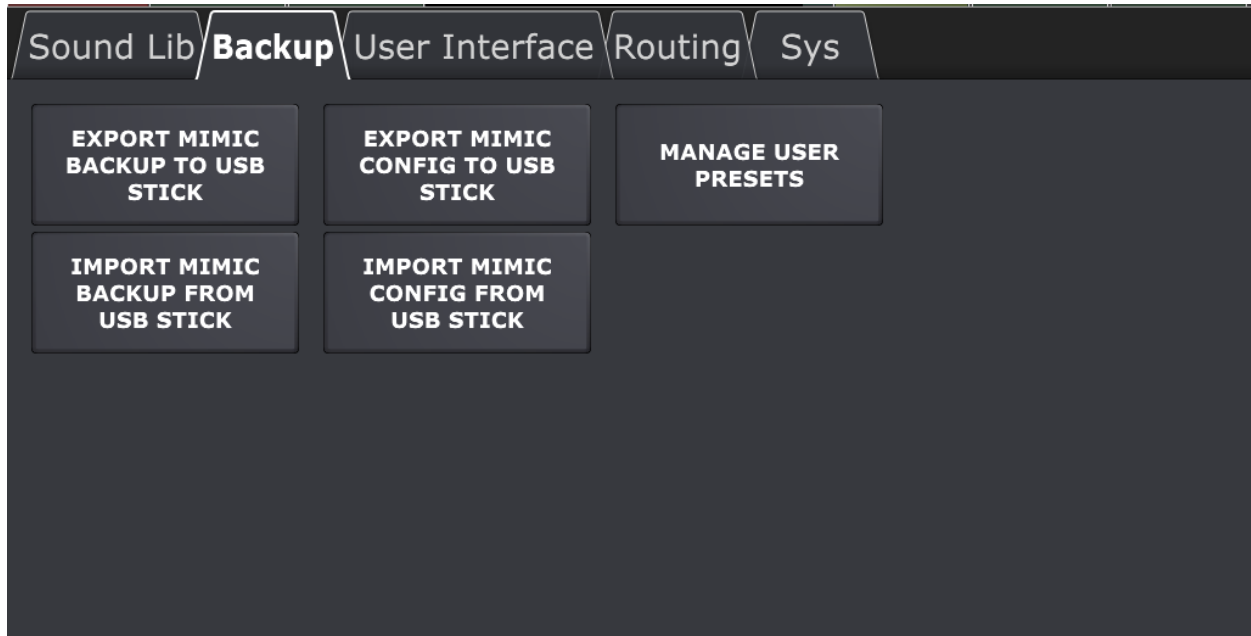 Sound Lib Backup User Interface Routing Sys
EXPORT MIMIC
BACKUP TO USB
STICK
EXPORT MIMIC
CONFIG TO USB
STICK
MANAGE USER
PRESETS
IMPORT MIMIC
BACKUP FROM
USB STICK
IMPORT MIMIC
CONFIG FROM
USB STICK